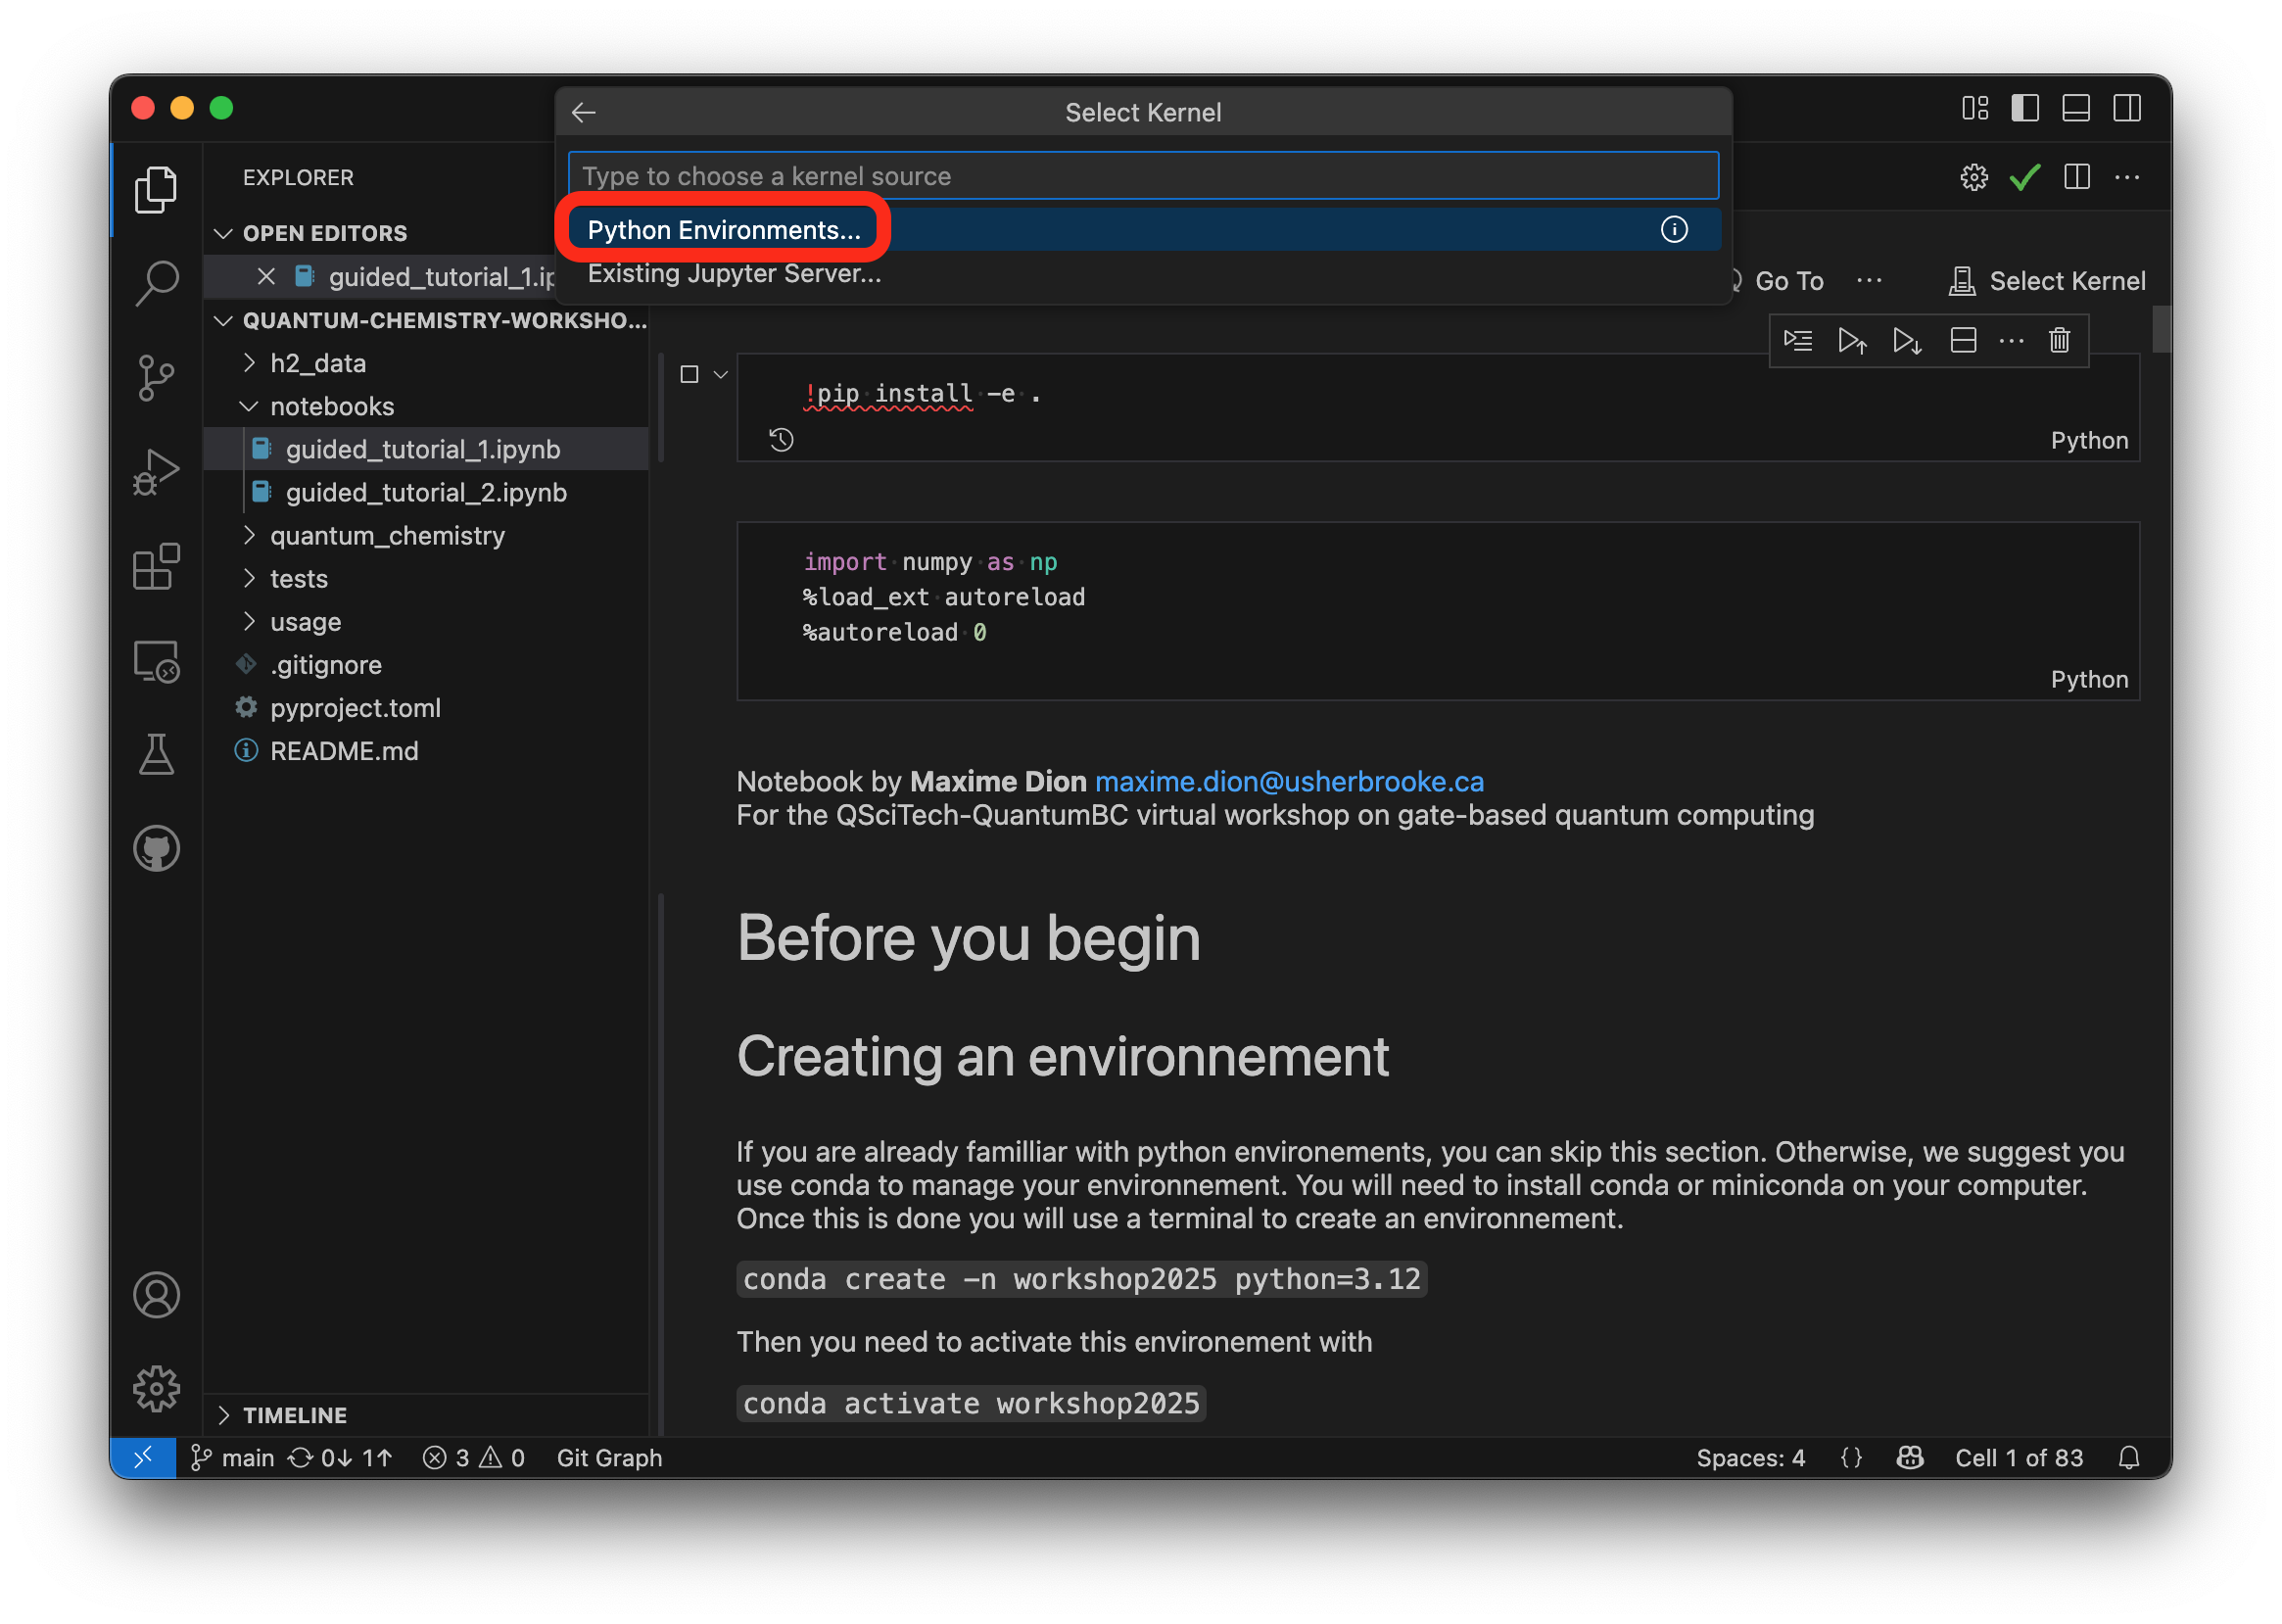 Select Kernel
Type to choose a kernel source
Python Environments...
Existing Jupyter Server...
EXPLORER
OPEN EDITORS
guided_tutorial_1.ip
Go To
Select Kernel
QUANTUM-CHEMISTRY-WORKSHO...
h2_data
notebooks
guided_tutorial_1.ipynb
guided_tutorial_2.ipynb
quantum_chemistry
tests
usage
.gitignore
pyproject.toml
README.md
TIMELINE
!pip install -e .
Python
import numpy as np
%load_ext autoreload
%autoreload 0
Python
Notebook by Maxime Dion maxime.dion@usherbrooke.ca
For the QSciTech-QuantumBC virtual workshop on gate-based quantum computing
Before you begin
Creating an environnement
If you are already familliar with python environements, you can skip this section. Otherwise, we suggest you
use conda to manage your environnement. You will need to install conda or miniconda on your computer.
Once this is done you will use a terminal to create an environnement.
conda create -n workshop2025 python=3.12
Then you need to activate this environement with
conda activate workshop2025
main 0↓ 1↑ 3 0 Git Graph
Spaces: 4 {} Cell 1 of 83